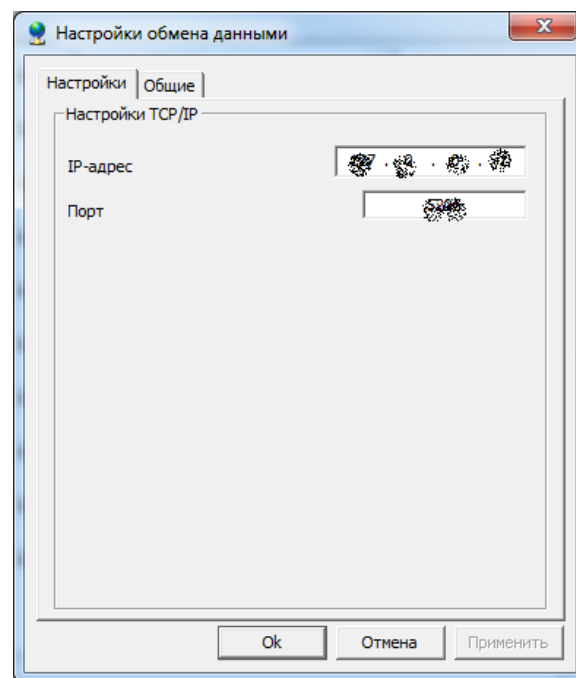 Настройки обмена данными
Настройки Общие
Настройки TCP/IP
IP-адрес
Порт
Ok Отмена Применить